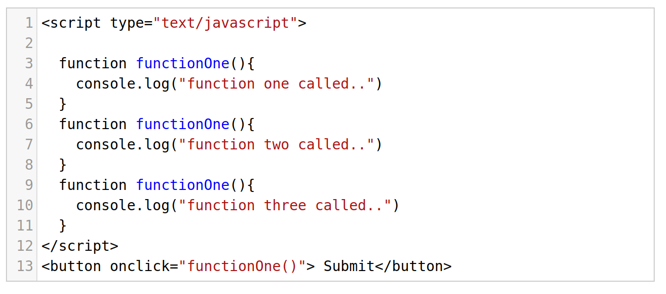 1 <script type="text/javascript">
2
3 function functionOne(){
4 console.log("function one called..")
5 }
6 function functionOne(){
7 console.log("function two called..")
8 }
9 function functionOne(){
10 console.log("function three called..")
11 }
12 </script>
13 <button onclick="functionOne()"> Submit</button>